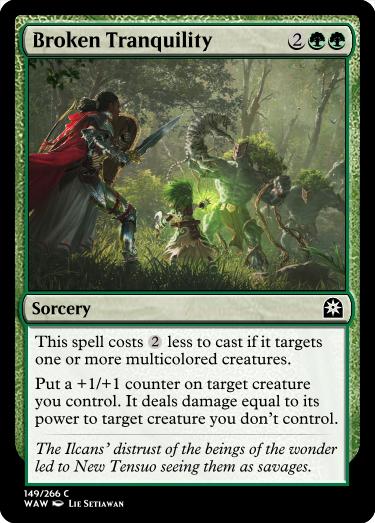 Broken Tranquility 2
Sorcery
This spell costs 2 less to cast if it targets
one or more multicolored creatures.
Put a +1/+1 counter on target creature
you control. It deals damage equal to its
power to target creature you don't control.
The Ilcans' distrust of the beings of the wonder
led to New Tensuo seeing them as savages.
149/266 C
WAW LIE SETIAWAN